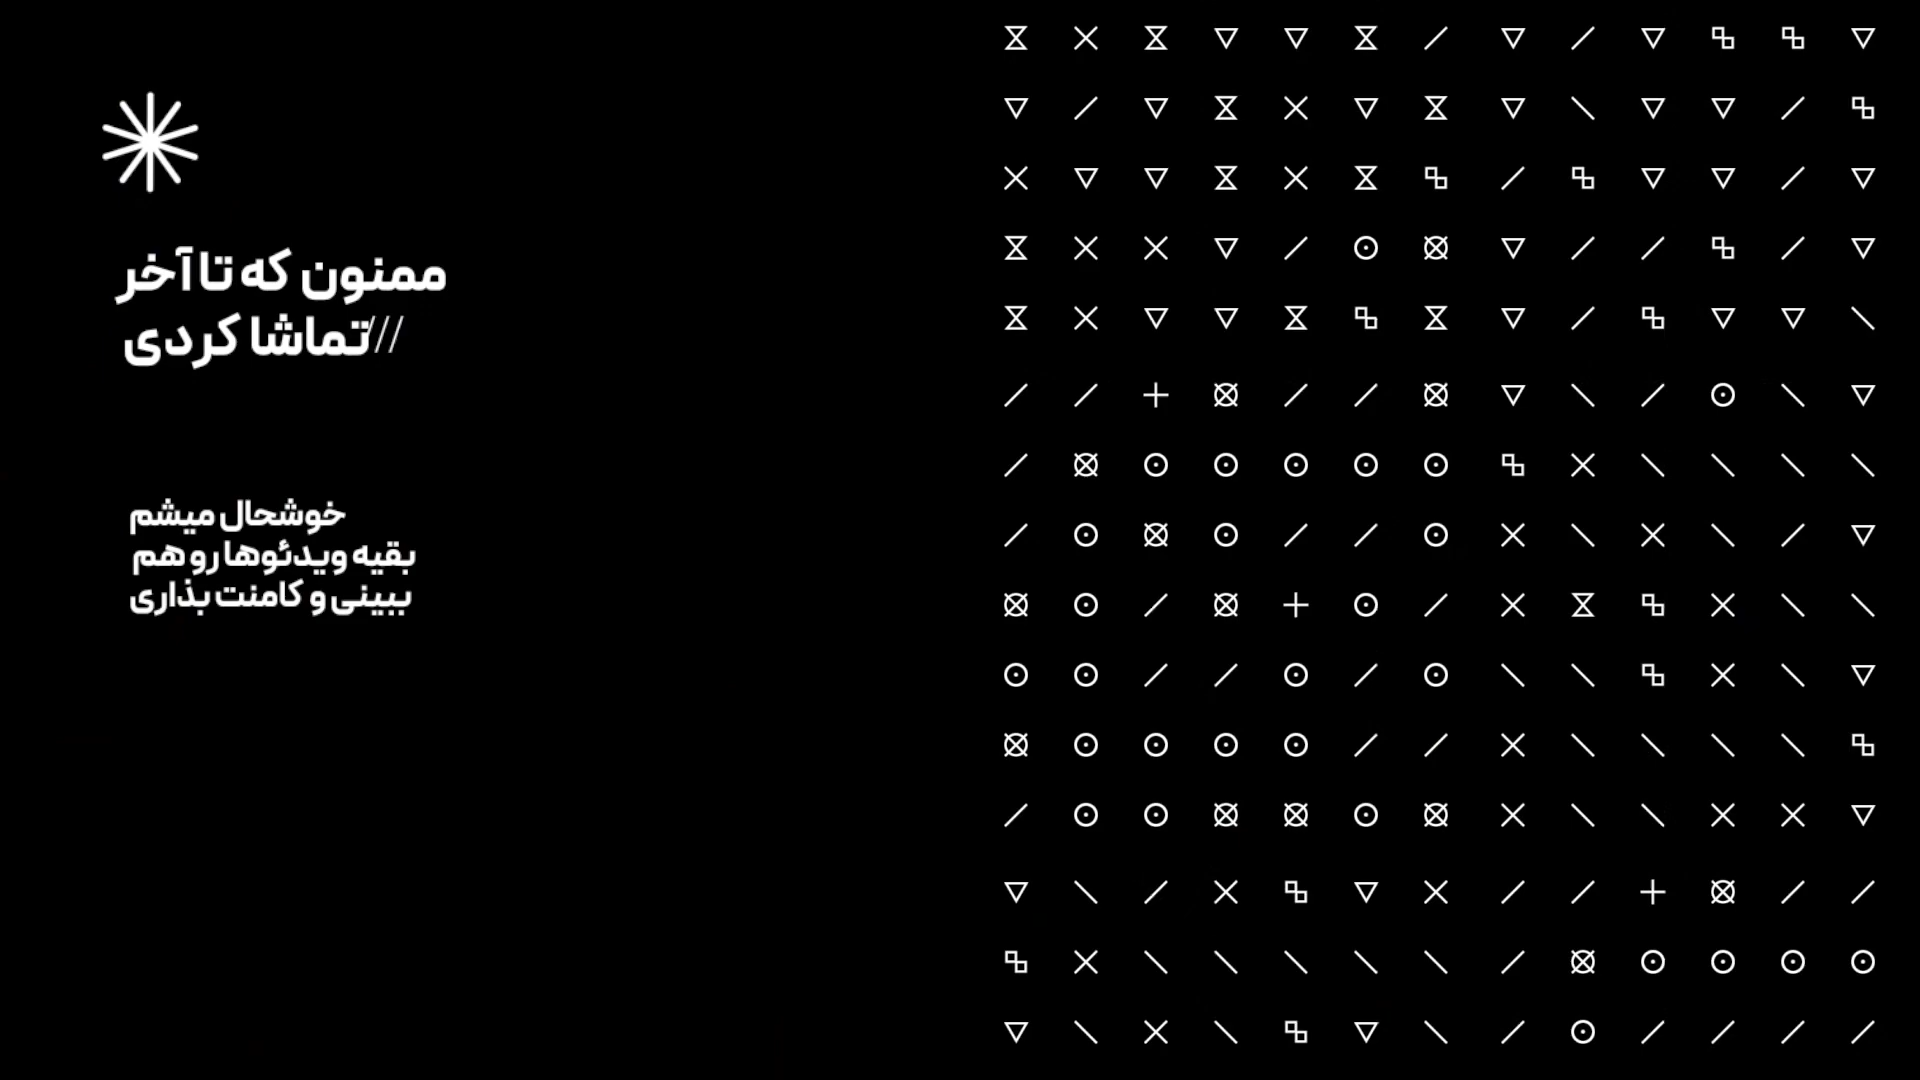 ممنون که تا آخر
///تماشا کردی
خوشحال میشم
بقیه ویدئوها رو هم
ببینی و کامنت بذاری